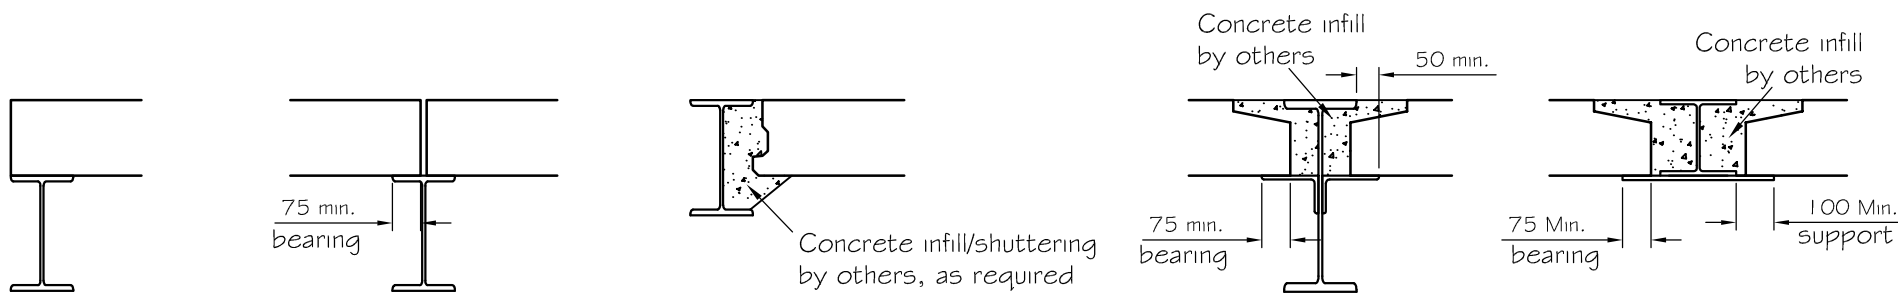 75 min.
bearing
Concrete infill/shuttering
by others, as required
Concrete infill
by others
50 min.
75 min.
bearing
Concrete infill
by others
75 Min.
bearing
100 Min.
support